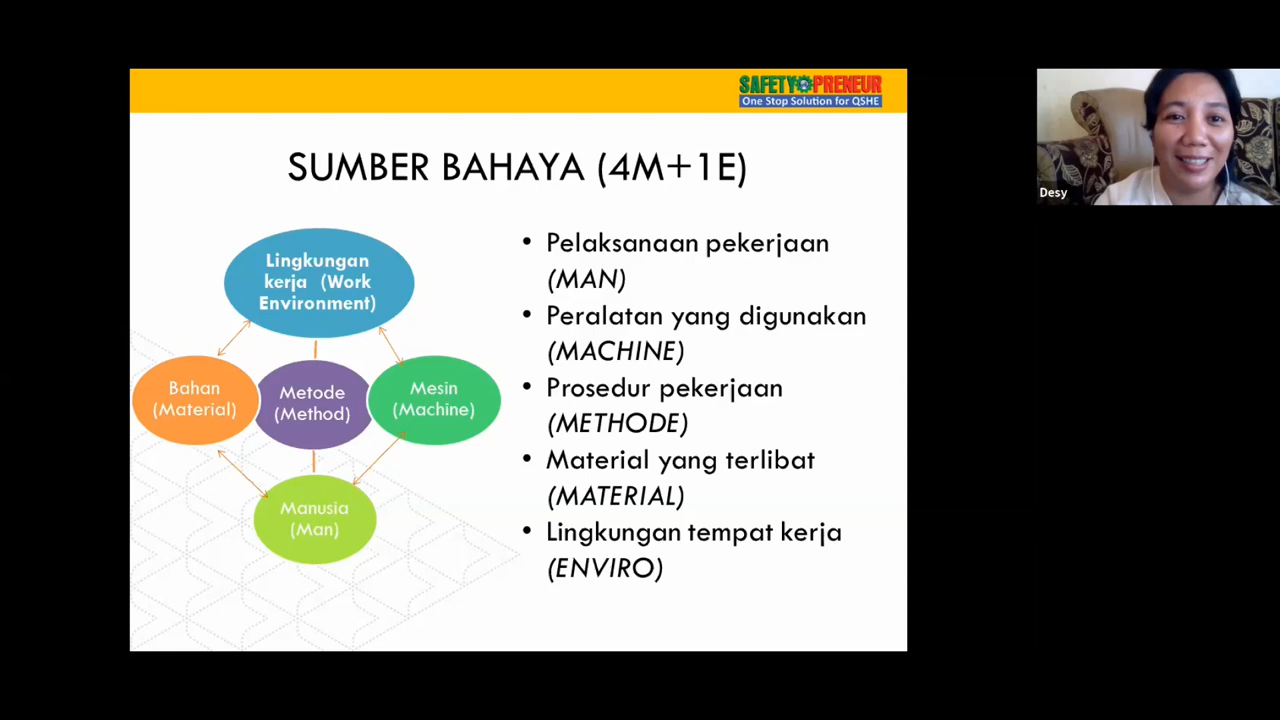 SAFETY PRENEUR
One Stop Solution for QSHE
SUMBER BAHAYA (4M+1E)
Lingkungan
kerja (Work
Environment)
Bahan
(Material)
Metode
(Method)
Mesin
(Machine)
Manusia
(Man)
• Pelaksanaan pekerjaan
(MAN)
• Peralatan yang digunakan
(MACHINE)
• Prosedur pekerjaan
(METHODE)
• Material yang terlibat
(MATERIAL)
• Lingkungan tempat kerja
(ENVIRO)
Desy